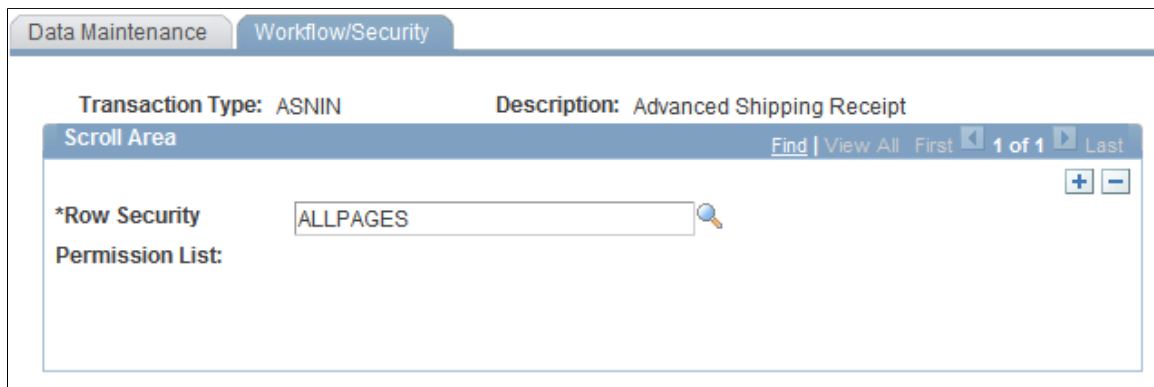 Data Maintenance Workflow/Security
Transaction Type: ASNIN Description: Advanced Shipping Receipt
Scroll Area Find | View All First 1 of 1 Last
*Row Security ALLPAGES
Permission List: